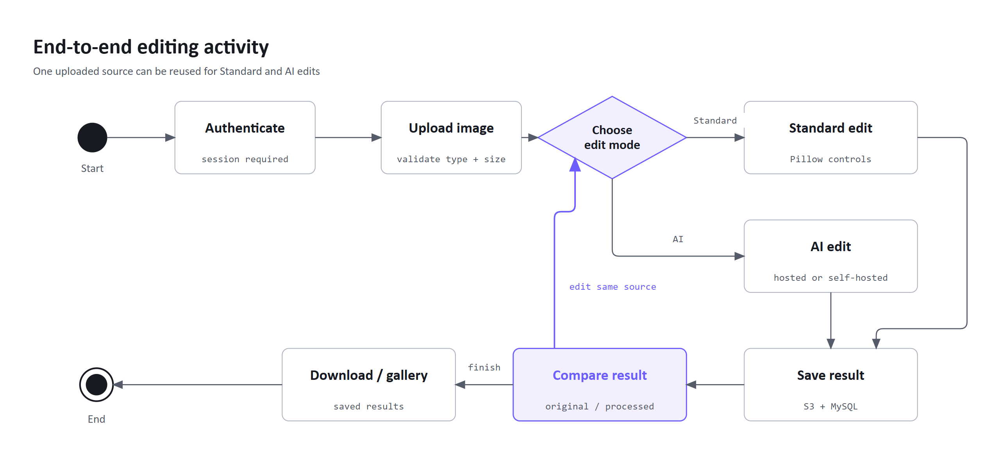 End-to-end editing activity
One uploaded source can be reused for Standard and AI edits
Start
Authenticate
session required
Upload image
validate type + size
Choose
edit mode
Standard
Standard edit
Pillow controls
AI
AI edit
hosted or self-hosted
edit same source
Save result
S3 + MySQL
Compare result
original / processed
finish
Download / gallery
saved results
End